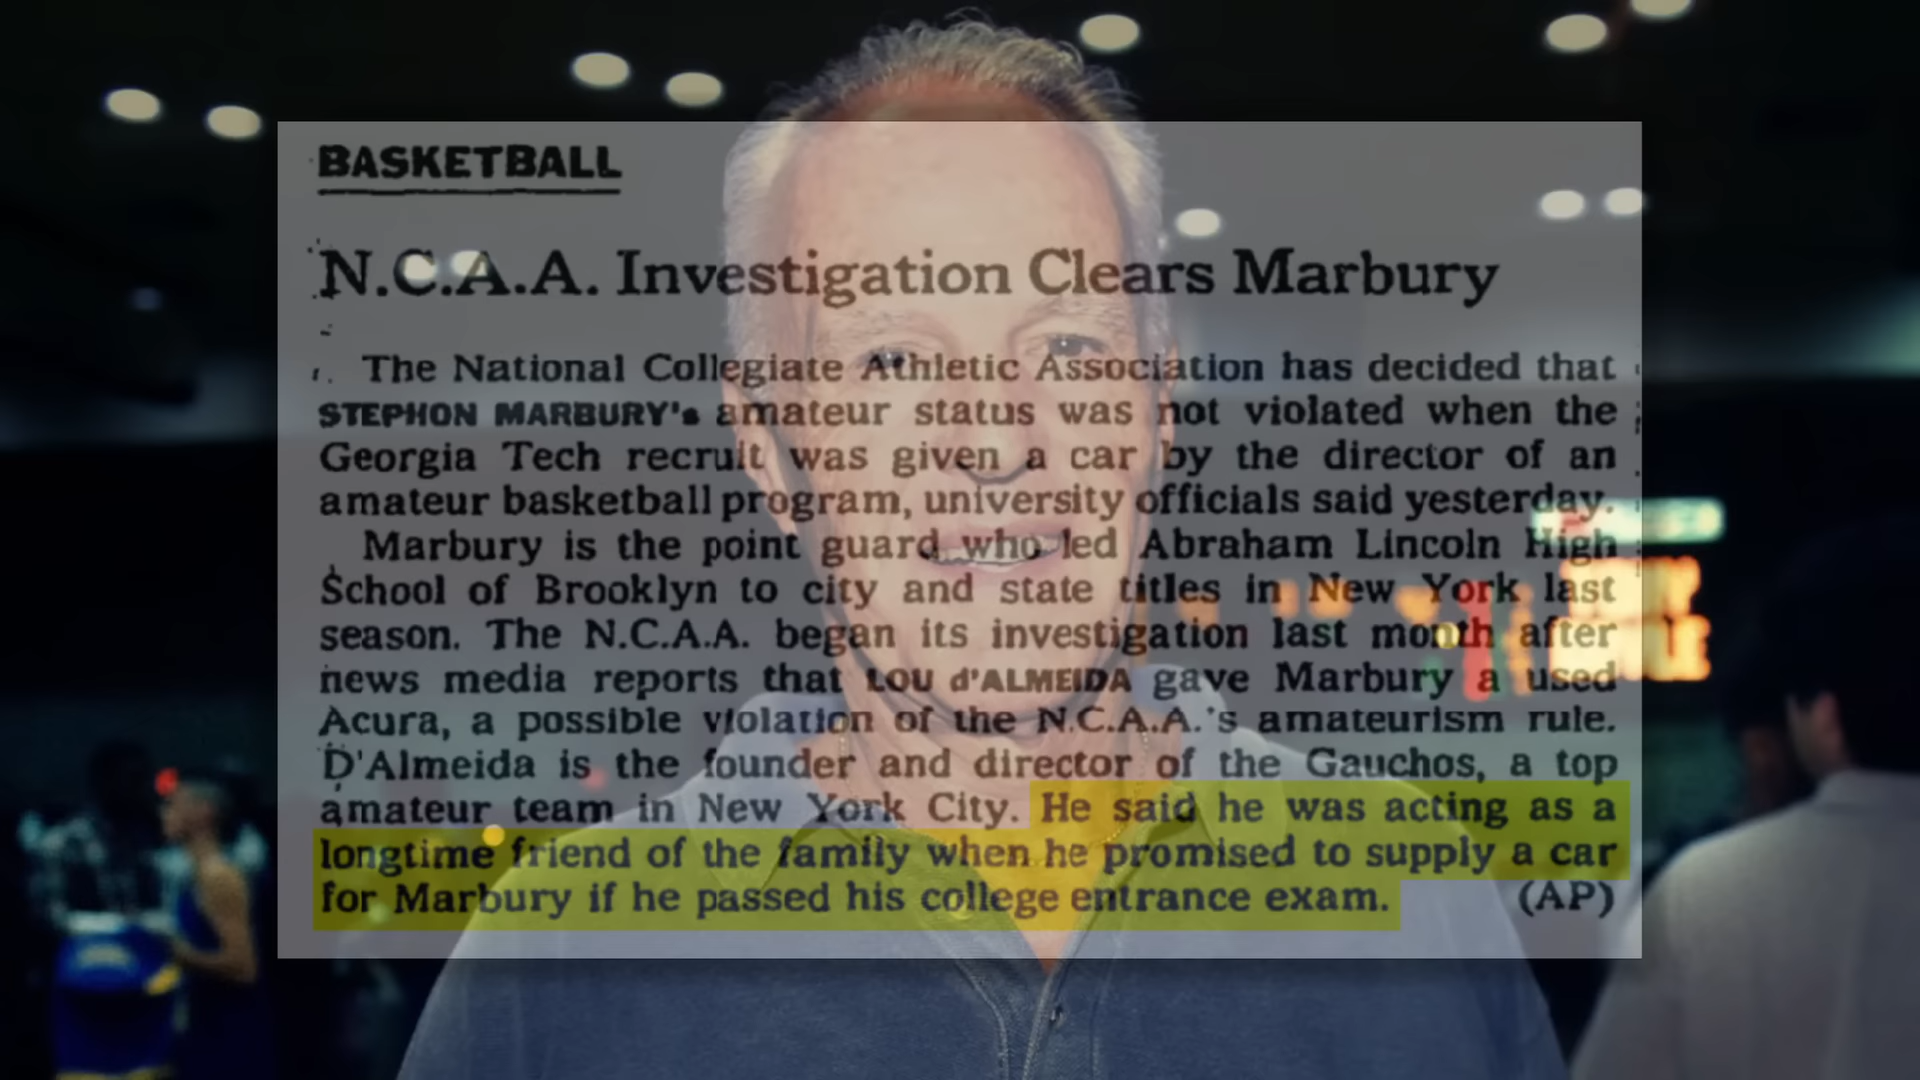 BASKETBALL
N.C.A.A. Investigation Clears Marbury
The National Collegiate Athletic Association has decided that
STEPHON MARBURY's amateur status was not violated when the
Georgia Tech recruit was given a car by the director of an
amateur basketball program, university officials said yesterday.
Marbury is the point guard who led Abraham Lincoln High
School of Brooklyn to city and state titles in New York last
season. The N.C.A.A. began its investigation last month after
news media reports that LOU d'ALMEIDA gave Marbury a used
Acura, a possible violation of the N.C.A.A.'s amateurism rule.
D'Almeida is the founder and director of the Gauchos, a top
amateur team in New York City. He said he was acting as a
longtime friend of the family when he promised to supply a car
for Marbury if he passed his college entrance exam. (AP)